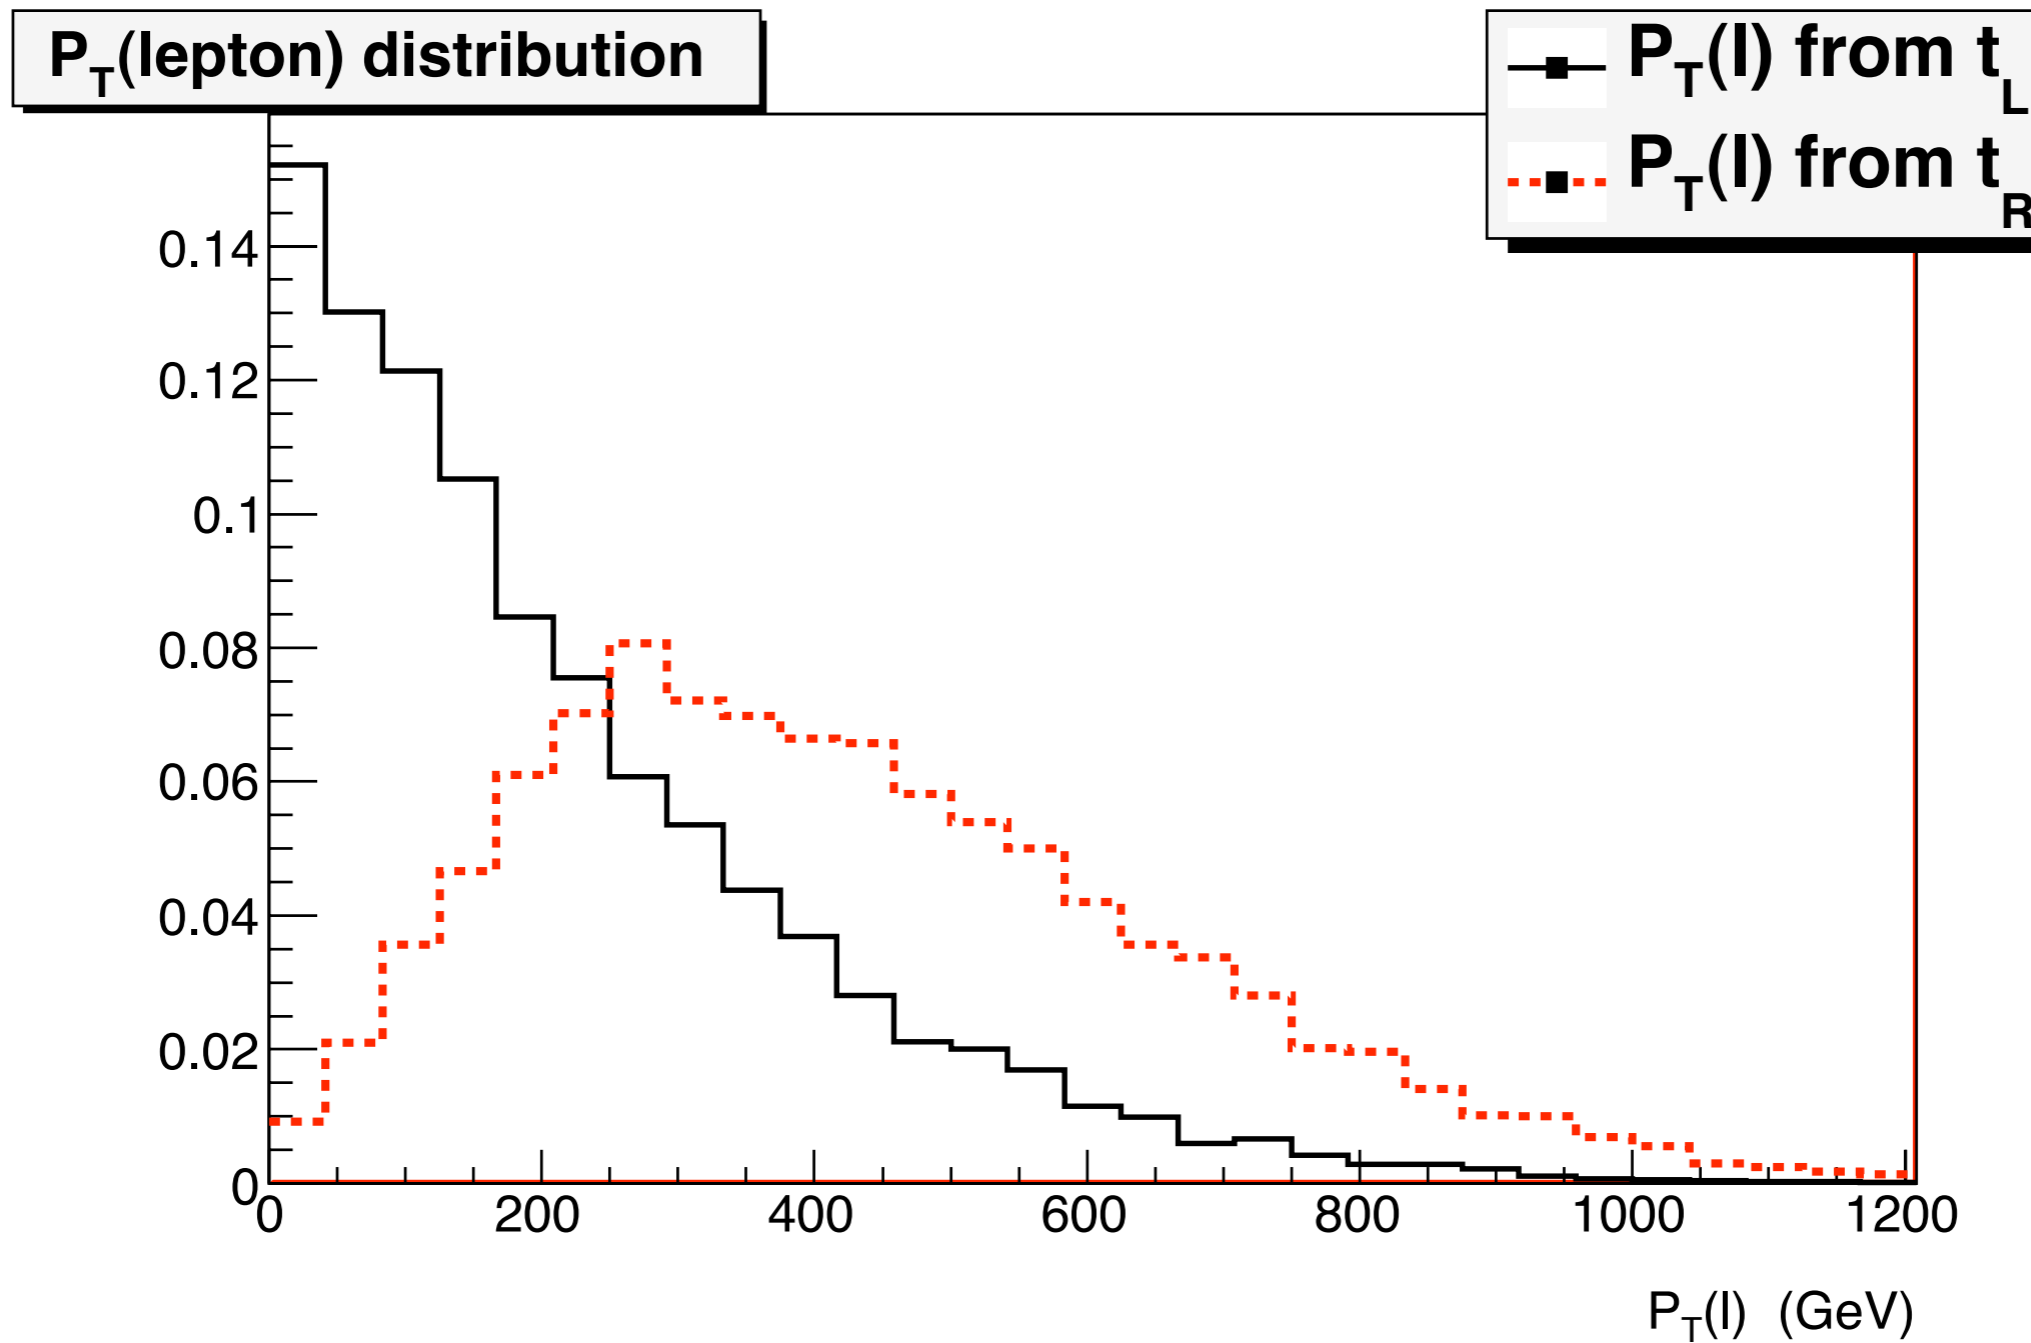 P_T(lepton) distribution
P_T(l) from t_L
P_T(l) from t_R
0.14
0.12
0.1
0.08
0.06
0.04
0.02
0
0 200 400 600 800 1000 1200
P_T(l) (GeV)